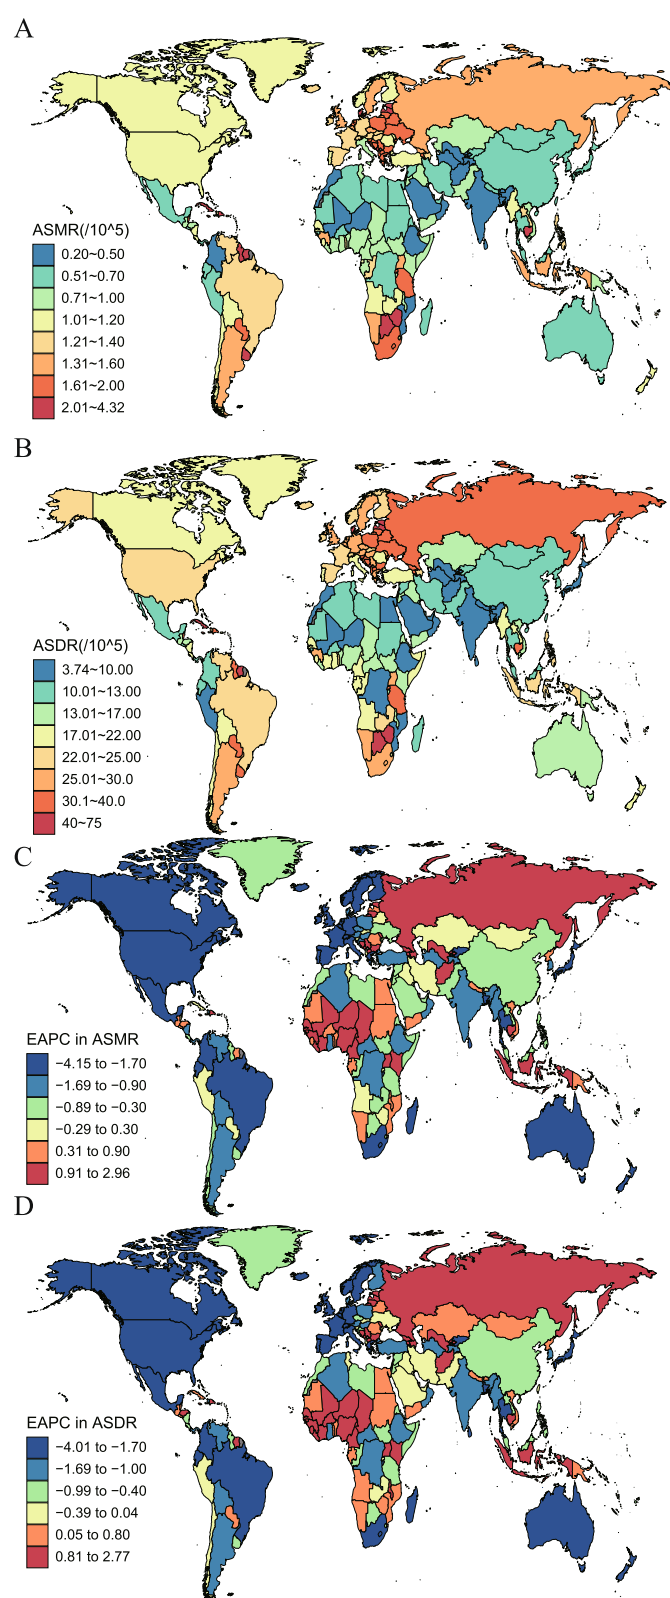 A
ASMR(/10^5)
0.20~0.50
0.51~0.70
0.71~1.00
1.01~1.20
1.21~1.40
1.31~1.60
1.61~2.00
2.01~4.32
B
ASDR(/10^5)
3.74~10.00
10.01~13.00
13.01~17.00
17.01~22.00
22.01~25.00
25.01~30.0
30.1~40.0
40~75
C
EAPC in ASMR
−4.15 to −1.70
−1.69 to −0.90
−0.89 to −0.30
−0.29 to 0.30
0.31 to 0.90
0.91 to 2.96
D
EAPC in ASDR
−4.01 to −1.70
−1.69 to −1.00
−0.99 to −0.40
−0.39 to 0.04
0.05 to 0.80
0.81 to 2.77